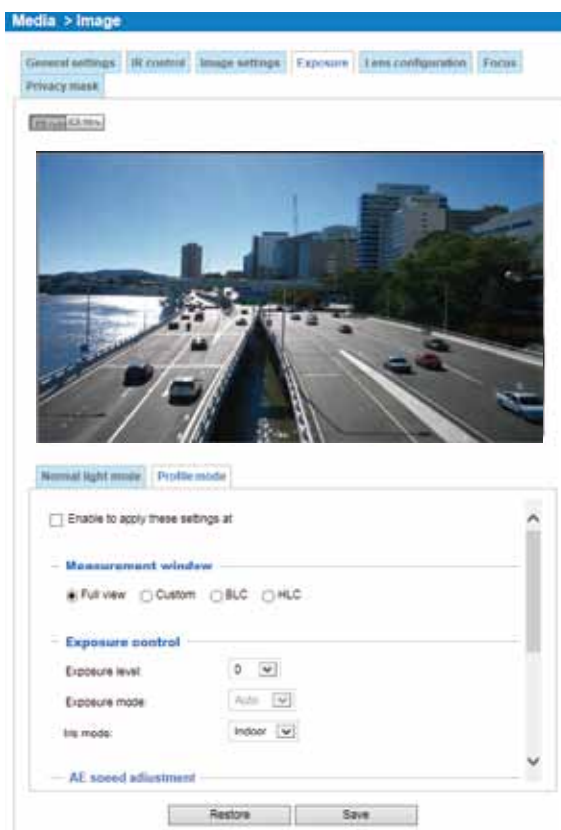 Media > Image
General settings IR control Image settings Exposure Lens configuration Focus
Privacy mask
Normal light mode Profile mode
Enable to apply these settings at
Measurement window
Full view Custom BLC HLC
Exposure control
Exposure level: 0
Exposure mode: Auto
Iris mode: Indoor
AE speed adjustment
Restore Save